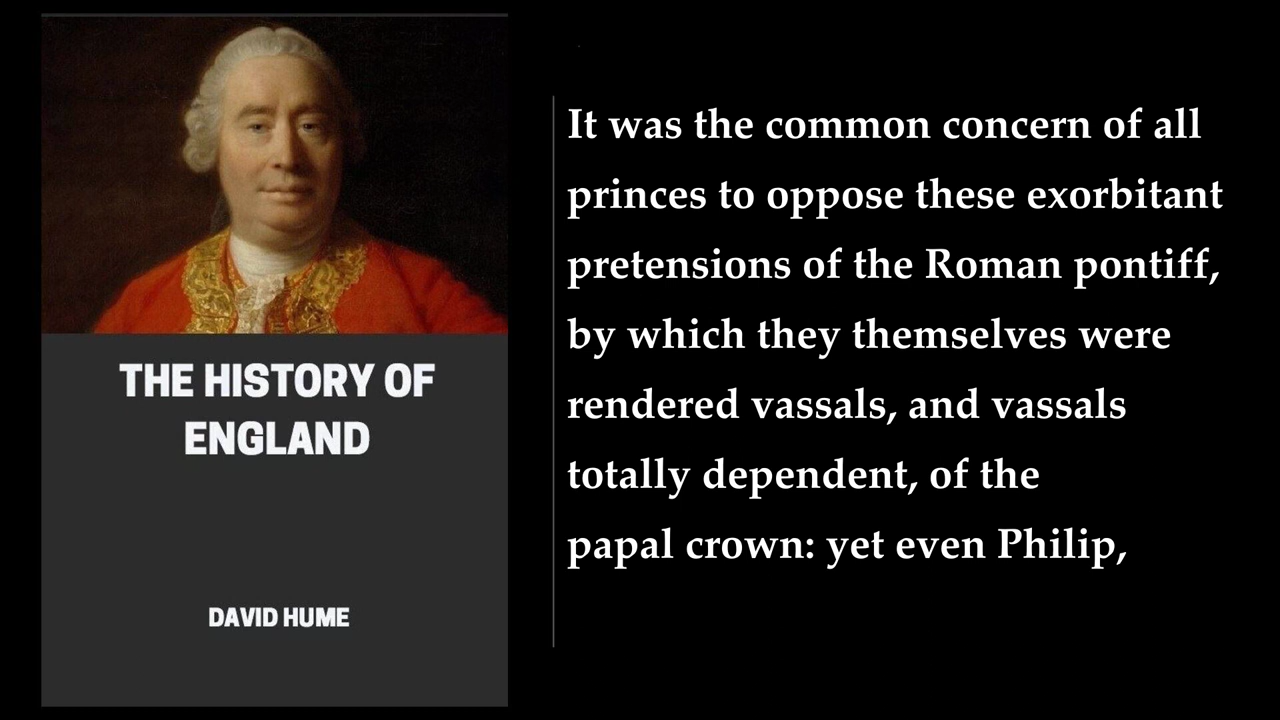 THE HISTORY OF
ENGLAND
DAVID HUME
It was the common concern of all
princes to oppose these exorbitant
pretensions of the Roman pontiff,
by which they themselves were
rendered vassals, and vassals
totally dependent, of the
papal crown: yet even Philip,